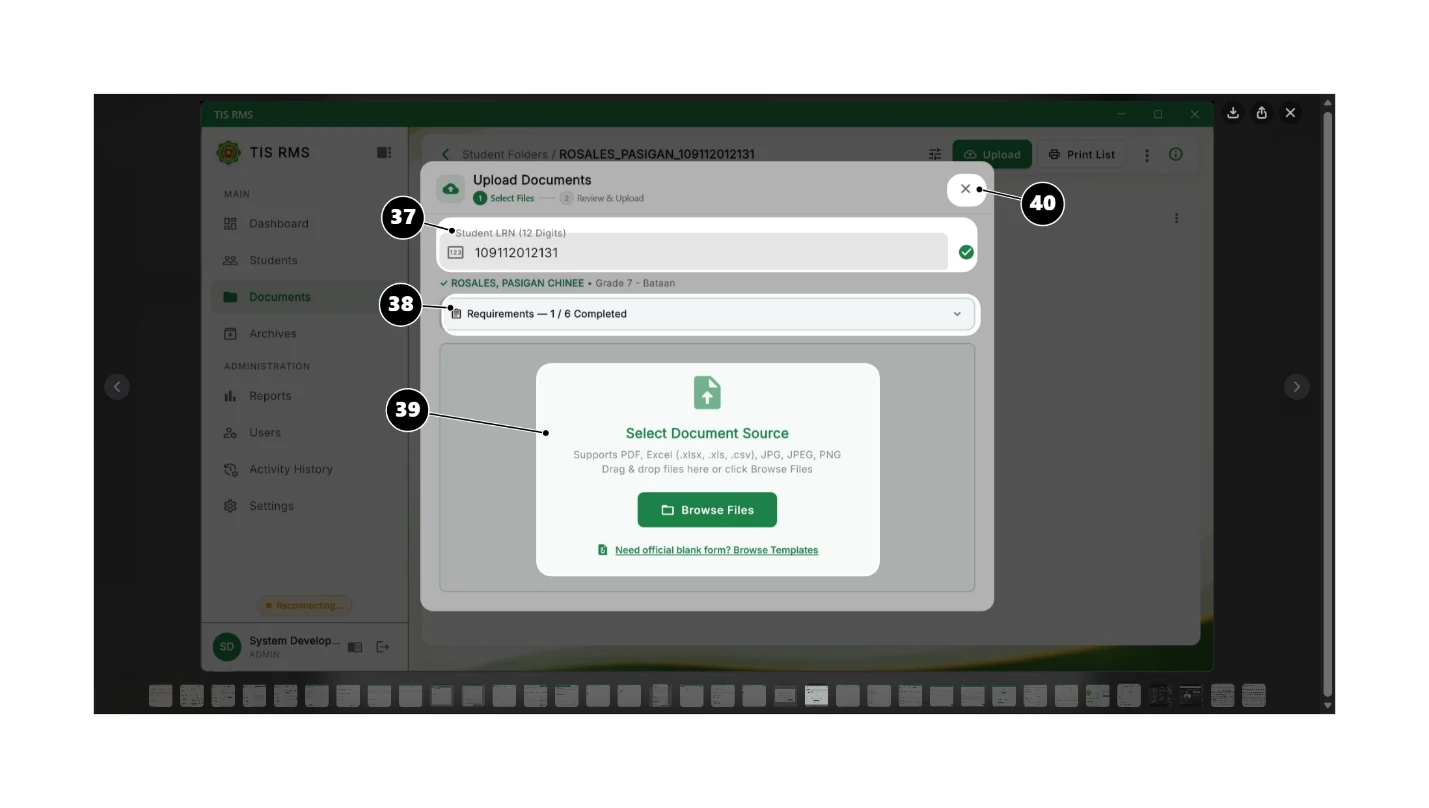 TIS RMS
TIS RMS
Student Folders / ROSALES_PASIGAN_109112012131
Upload
Print List
MAIN
Dashboard
Students
Documents
Archives
ADMINISTRATION
Reports
Users
Activity History
Settings
Reconnecting...
SD
System Develop...
ADMIN
Upload Documents
1 Select Files
2 Review & Upload
40
37
Student LRN (12 Digits)
123
109112012131
ROSALES, PASIGAN CHINEE • Grade 7 - Bataan
38
Requirements — 1 / 6 Completed
39
Select Document Source
Supports PDF, Excel (.xlsx, .xls, .csv), JPG, JPEG, PNG
Drag & drop files here or click Browse Files
Browse Files
Need official blank form? Browse Templates